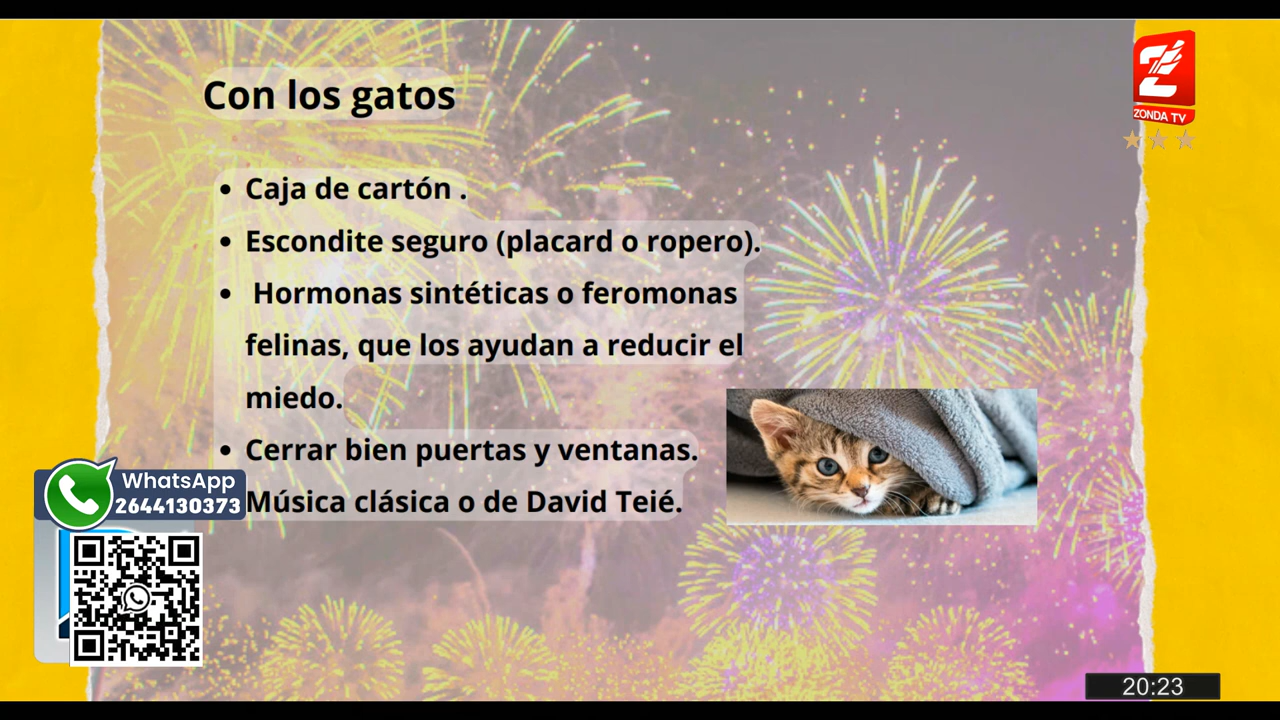 Con los gatos
Caja de cartón .
Escondite seguro (placard o ropero).
Hormonas sintéticas o feromonas
felinas, que los ayudan a reducir el
miedo.
Cerrar bien puertas y ventanas.
Música clásica o de David Teié.
ZONDA TV
WhatsApp
2644130373
20:23